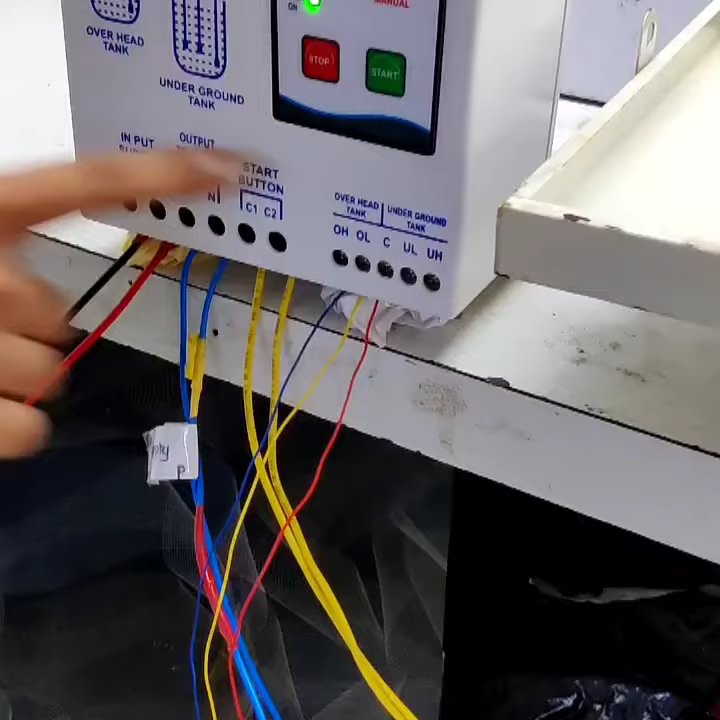 ON
MANUAL
STOP
START
OVER HEAD
TANK
UNDER GROUND
TANK
IN PUT
OUTPUT
N
START
BUTTON
C1 C2
OVER HEAD
TANK
UNDER GROUND
TANK
OH OL C UL UH